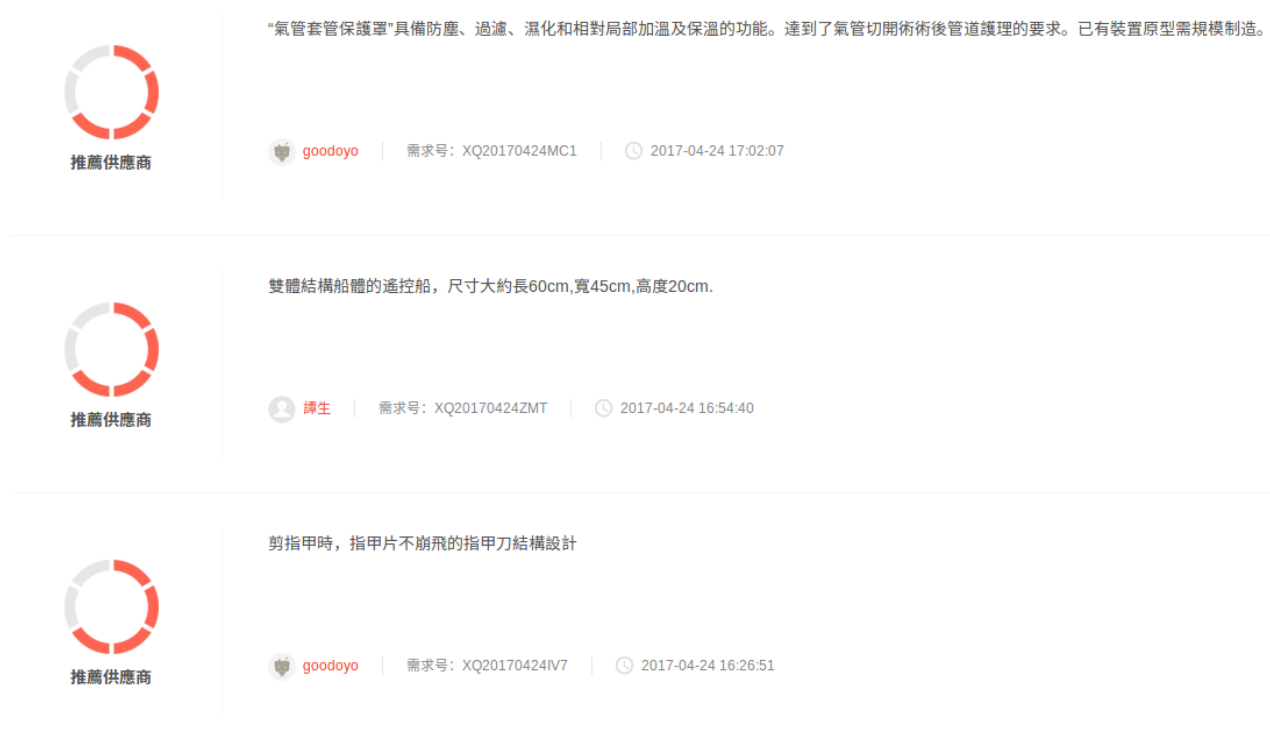 “氣管套管保護罩”具備防塵、過濾、濕化和相對局部加溫及保溫的功能。達到了氣管切開術術後管道護理的要求。已有裝置原型需規模制造。
推薦供應商
goodoyo 需求号：XQ20170424MC1 2017-04-24 17:02:07
雙體結構船體的遙控船，尺寸大約長60cm,寬45cm,高度20cm.
推薦供應商
譚生 需求号：XQ20170424ZMT 2017-04-24 16:54:40
剪指甲時，指甲片不崩飛的指甲刀結構設計
推薦供應商
goodoyo 需求号：XQ20170424IV7 2017-04-24 16:26:51